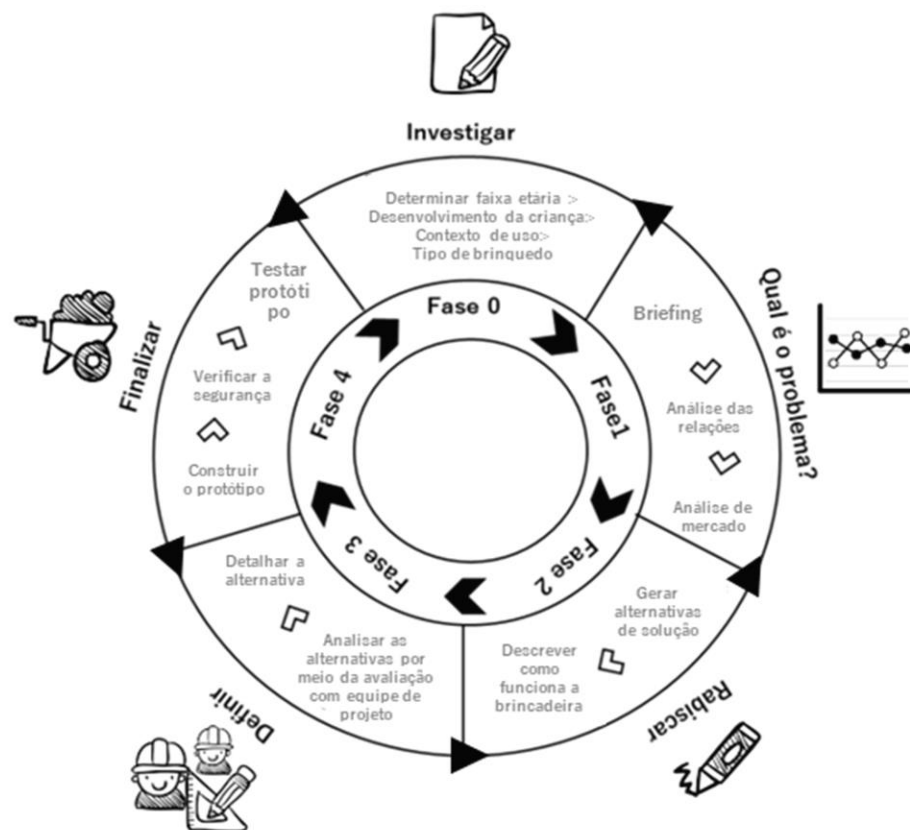 Investigar
Determinar faixa etária >
Desenvolvimento da criança>
Contexto de uso>
Tipo de brinquedo
Fase 0
Qual é o problema?
Fase1
Briefing
Análise das
relações
Análise de
mercado
Rabiscar
Fase 2
Gerar
alternativas
de solução
Descrever
como
funciona a
brincadeira
Definir
Fase 3
Analisar as
alternativas por
meio da avaliação
com equipe de
projeto
Detalhar a
alternativa
Finalizar
Fase 4
Construir
o protótipo
Verificar a
segurança
Testar
protóti
po